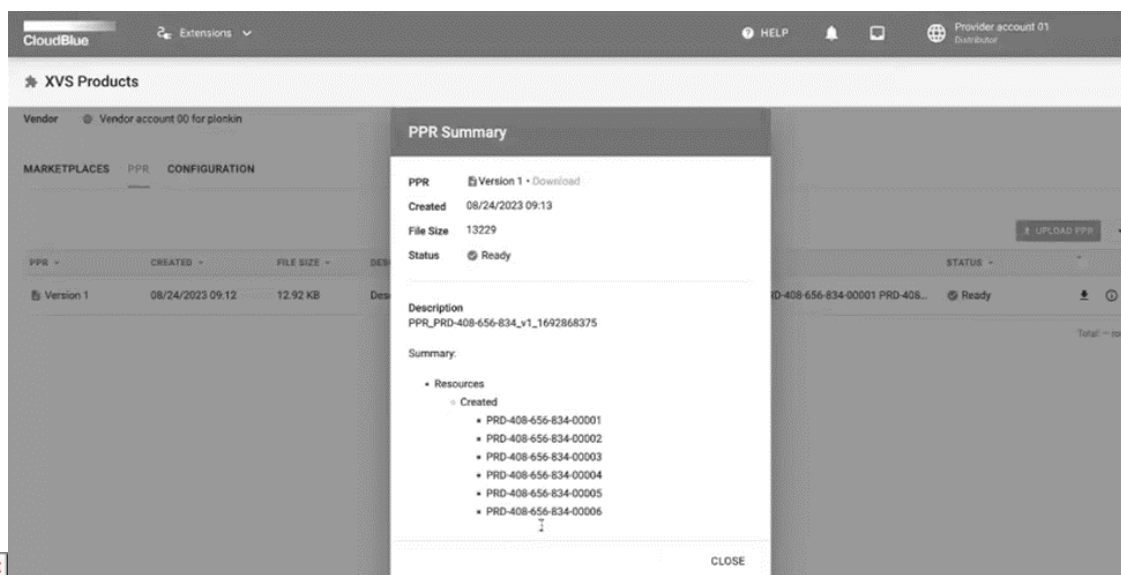 CloudBlue
Extensions
HELP
Provider account 01
Distributor
XVS Products
Vendor Vendor account 00 for plonkin
MARKETPLACES PPR CONFIGURATION
UPLOAD PPR
PPR CREATED FILE SIZE STATUS
Version 1 08/24/2023 09.12 12.92 KB PRD-408... Ready
PPR Summary
PPR Version 1 • Download
Created 08/24/2023 09:13
File Size 13229
Status Ready
Description
PPR_PRD-408-656-834_v1_1692868375
Summary:
Resources
Created
PRD-408-656-834-00001
PRD-408-656-834-00002
PRD-408-656-834-00003
PRD-408-656-834-00004
PRD-408-656-834-00005
PRD-408-656-834-00006
CLOSE